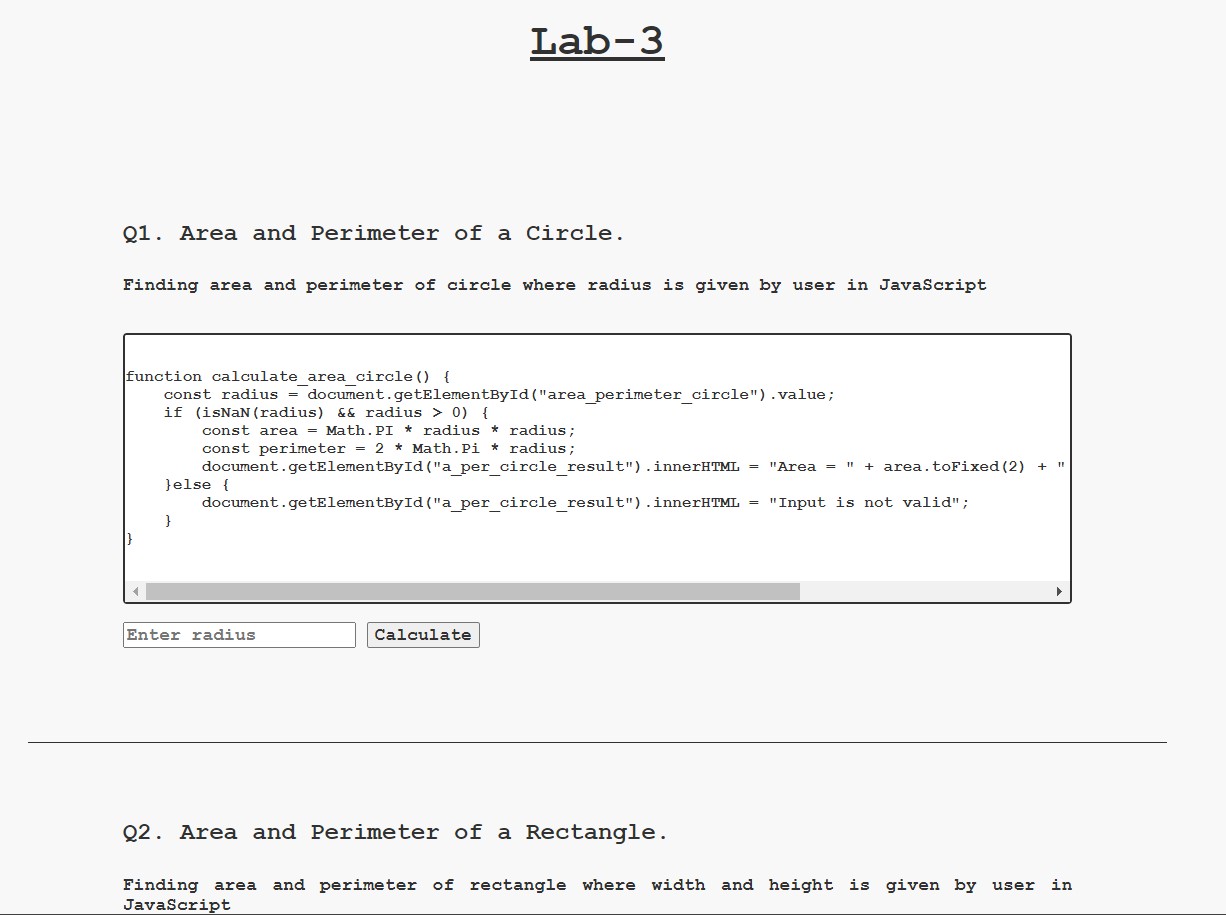 Lab-3
Q1. Area and Perimeter of a Circle.
Finding area and perimeter of circle where radius is given by user in JavaScript
function calculate_area_circle() {
    const radius = document.getElementById("area_perimeter_circle").value;
    if (isNaN(radius) && radius > 0) {
        const area = Math.PI * radius * radius;
        const perimeter = 2 * Math.Pi * radius;
        document.getElementById("a_per_circle_result").innerHTML = "Area = " + area.toFixed(2) + "
    }else {
        document.getElementById("a_per_circle_result").innerHTML = "Input is not valid";
    }
}
Enter radius Calculate
Q2. Area and Perimeter of a Rectangle.
Finding area and perimeter of rectangle where width and height is given by user in
JavaScript